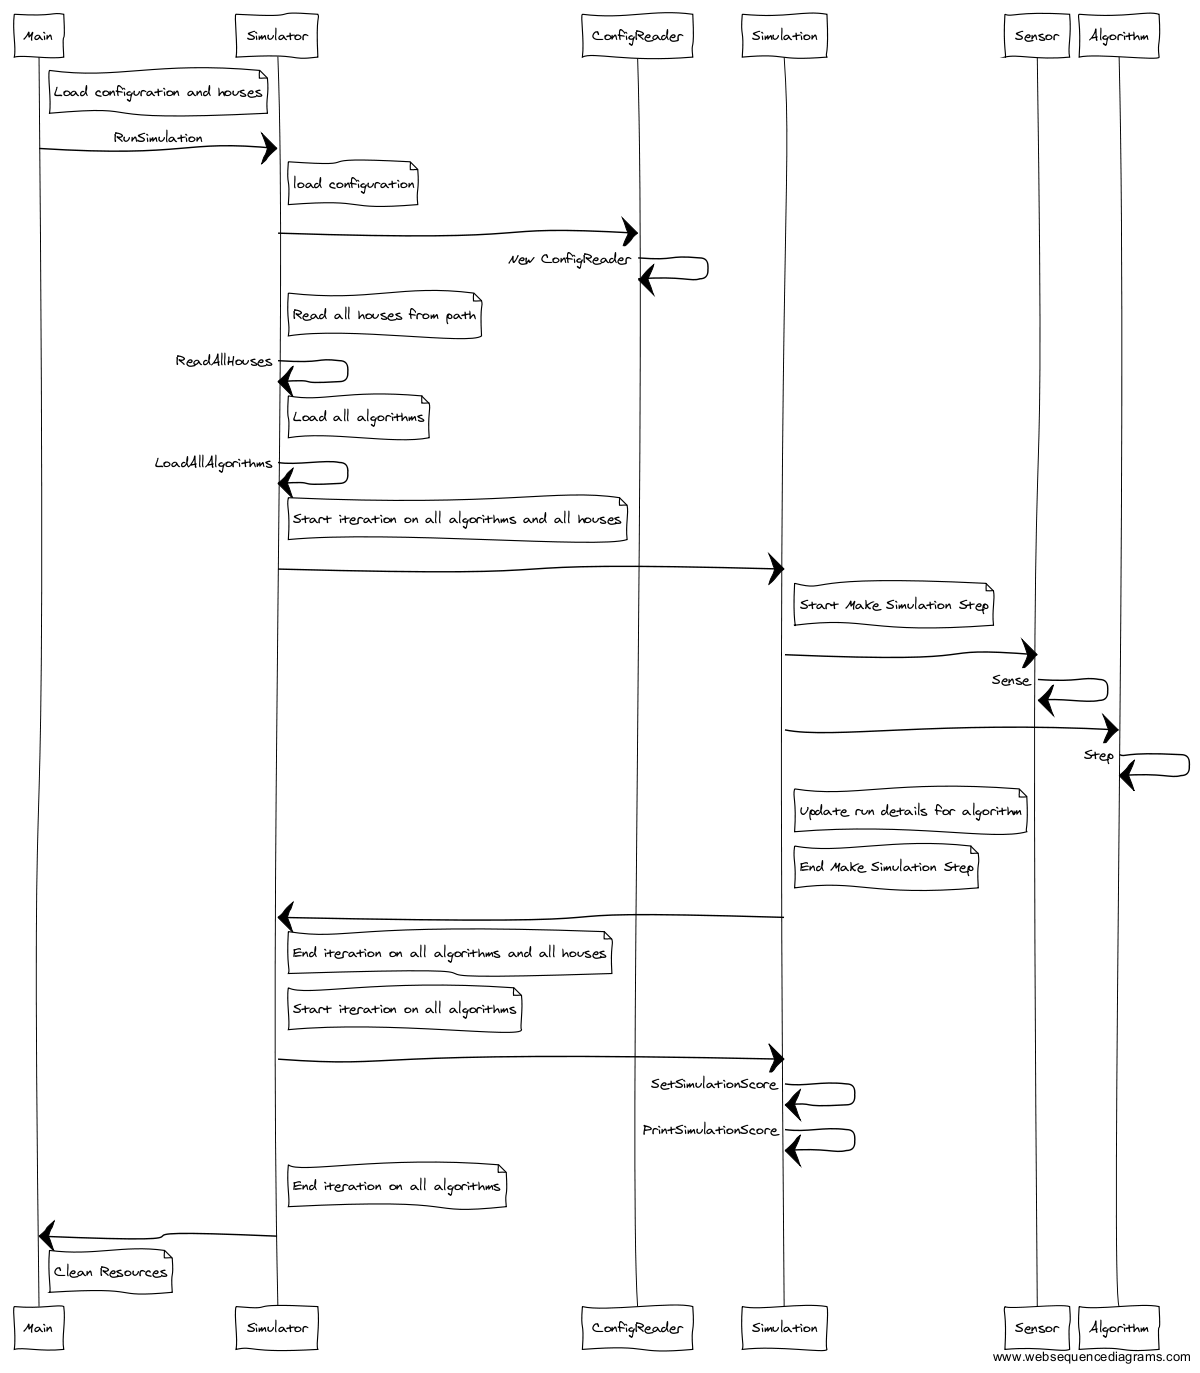 Main Simulator ConfigReader Simulation Sensor Algorithm
Load configuration and houses
RunSimulation
load configuration
New ConfigReader
Read all houses from path
ReadAllHouses
Load all algorithms
LoadAllAlgorithms
Start iteration on all algorithms and all houses
Start Make Simulation Step
Sense
Step
Update run details for algorithm
End Make Simulation Step
End iteration on all algorithms and all houses
Start iteration on all algorithms
SetSimulationScore
PrintSimulationScore
End iteration on all algorithms
Clean Resources
Main Simulator ConfigReader Simulation Sensor Algorithm
www.websequencediagrams.com